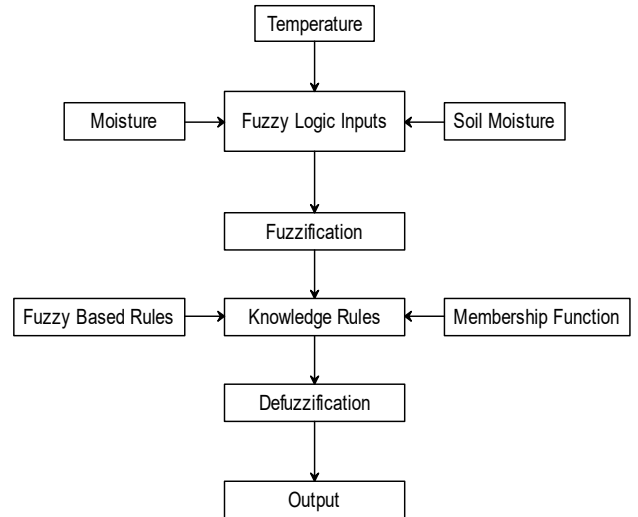 Temperature
Moisture
Fuzzy Logic Inputs
Soil Moisture
Fuzzification
Fuzzy Based Rules
Knowledge Rules
Membership Function
Defuzzification
Output